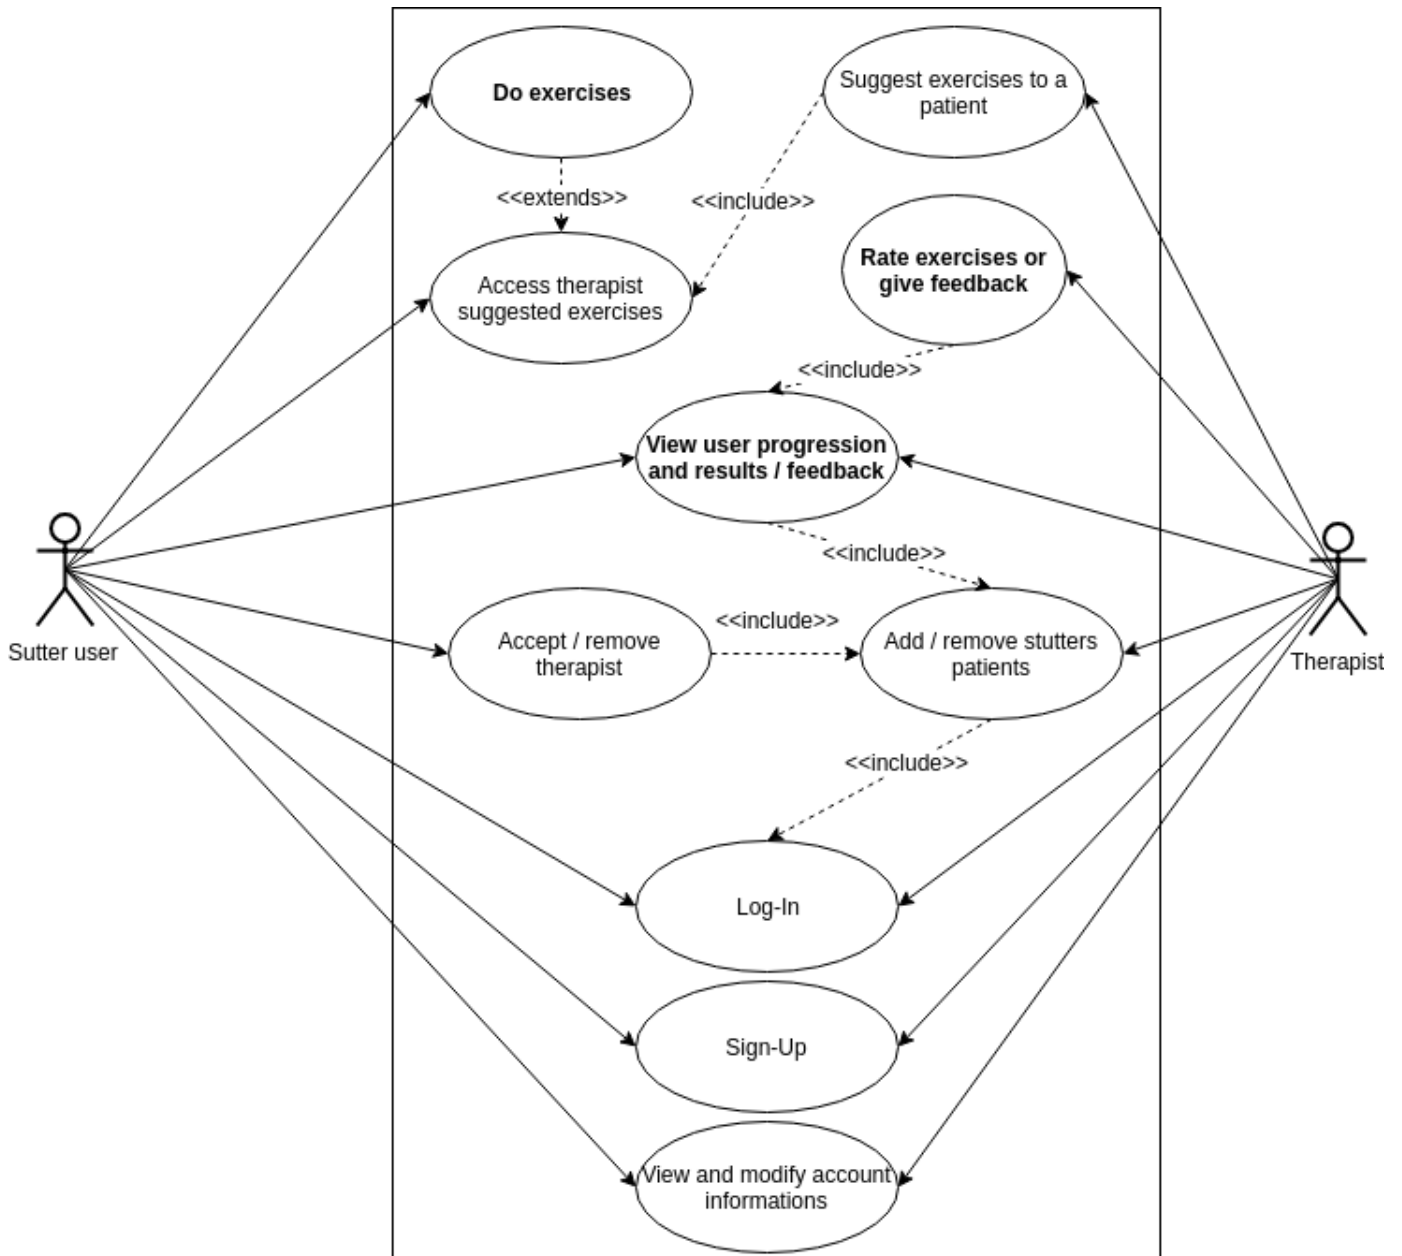 Do exercises
Suggest exercises to a
patient
<<extends>>
<<include>>
Rate exercises or
give feedback
Access therapist
suggested exercises
<<include>>
View user progression
and results / feedback
<<include>>
<<include>>
Accept / remove
therapist
Add / remove stutters
patients
Sutter user
Therapist
<<include>>
Log-In
Sign-Up
View and modify account
informations